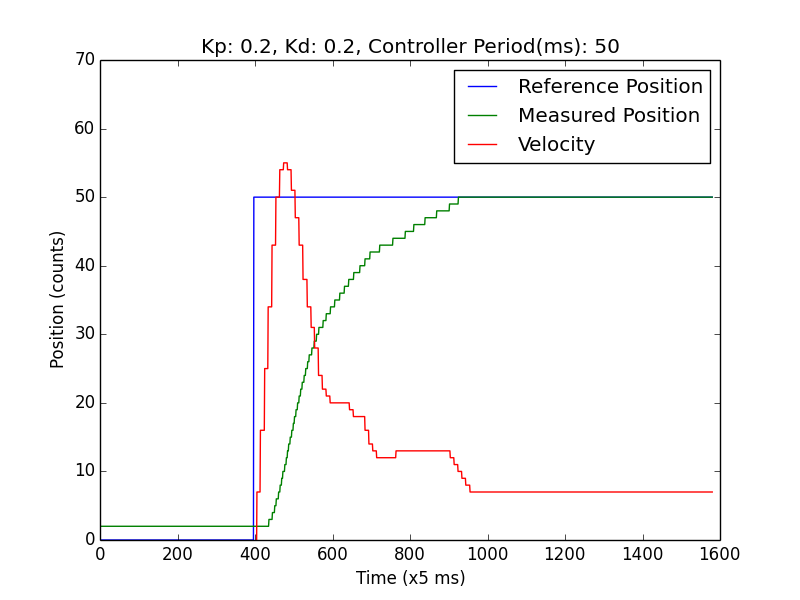 Kp: 0.2, Kd: 0.2, Controller Period(ms): 50
70
60
50
40
30
20
10
0
Position (counts)
Reference Position
Measured Position
Velocity
0 200 400 600 800 1000 1200 1400 1600
Time (x5 ms)